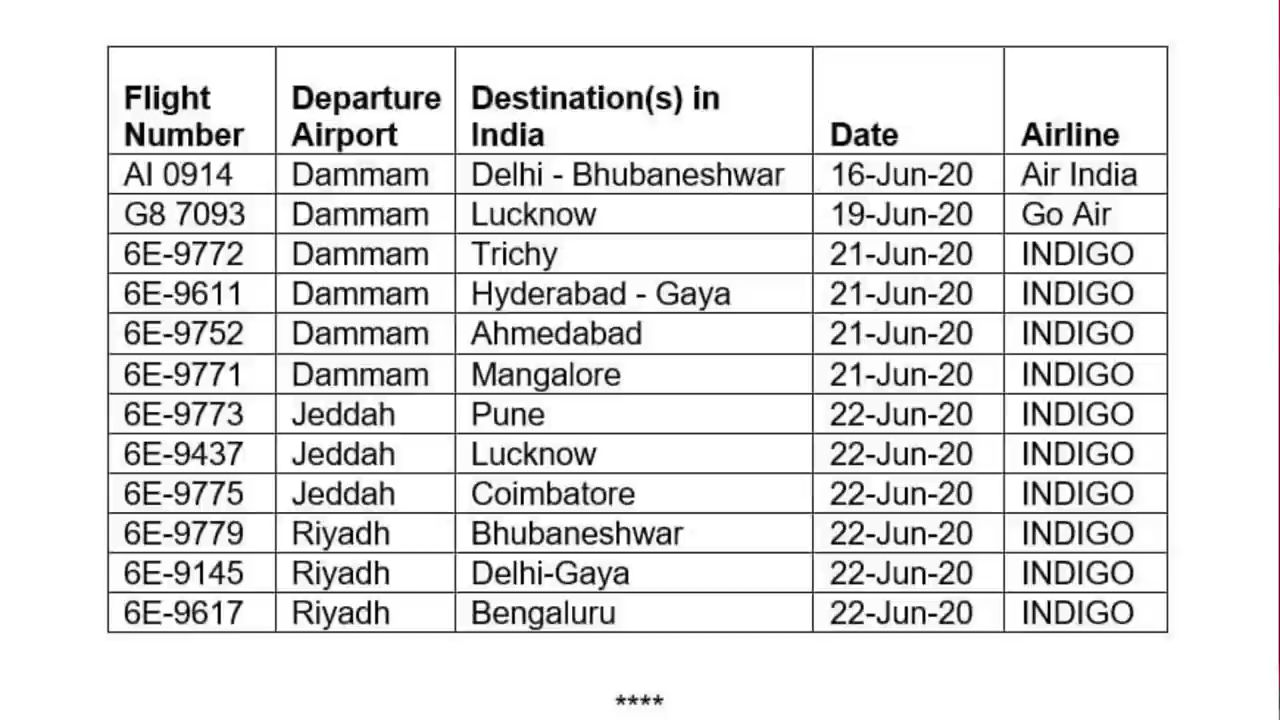 Flight Number Departure Airport Destination(s) in India Date Airline
AI 0914 Dammam Delhi - Bhubaneshwar 16-Jun-20 Air India
G8 7093 Dammam Lucknow 19-Jun-20 Go Air
6E-9772 Dammam Trichy 21-Jun-20 INDIGO
6E-9611 Dammam Hyderabad - Gaya 21-Jun-20 INDIGO
6E-9752 Dammam Ahmedabad 21-Jun-20 INDIGO
6E-9771 Dammam Mangalore 21-Jun-20 INDIGO
6E-9773 Jeddah Pune 22-Jun-20 INDIGO
6E-9437 Jeddah Lucknow 22-Jun-20 INDIGO
6E-9775 Jeddah Coimbatore 22-Jun-20 INDIGO
6E-9779 Riyadh Bhubaneshwar 22-Jun-20 INDIGO
6E-9145 Riyadh Delhi-Gaya 22-Jun-20 INDIGO
6E-9617 Riyadh Bengaluru 22-Jun-20 INDIGO
****